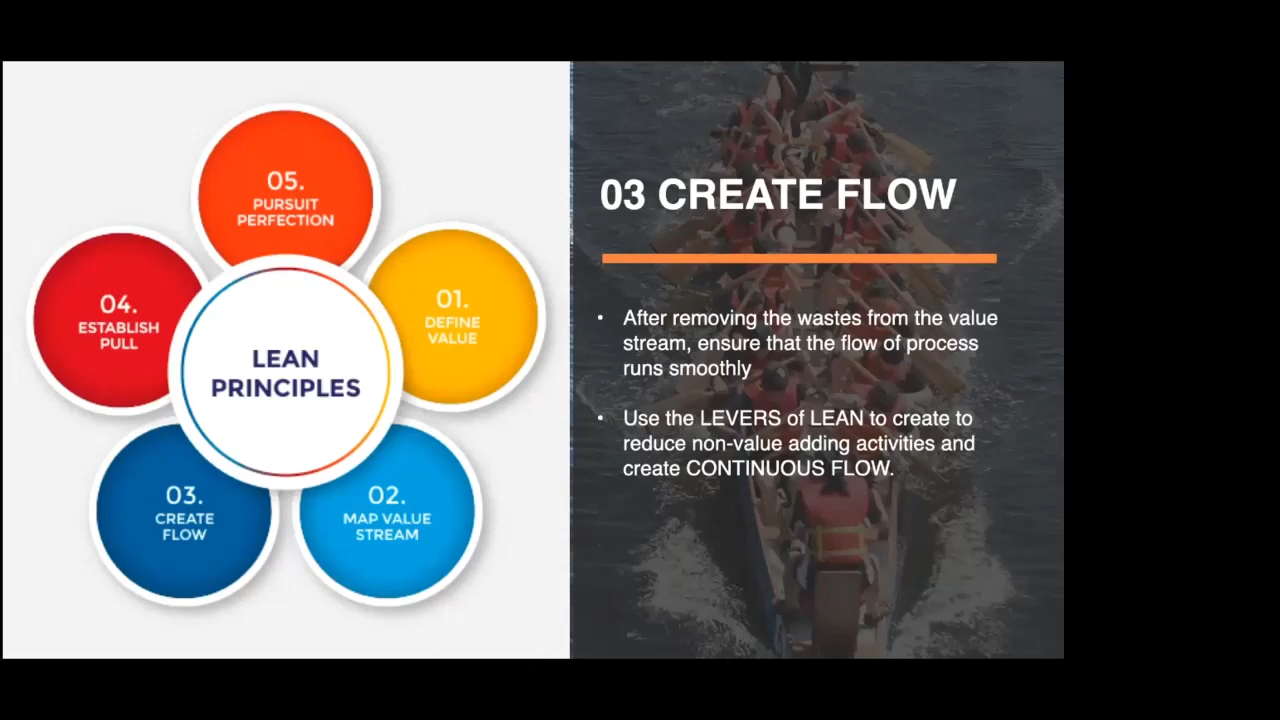 05.
PURSUIT
PERFECTION
04.
ESTABLISH
PULL
01.
DEFINE
VALUE
LEAN
PRINCIPLES
03.
CREATE
FLOW
02.
MAP VALUE
STREAM
03 CREATE FLOW
• After removing the wastes from the value
stream, ensure that the flow of process
runs smoothly
• Use the LEVERS of LEAN to create to
reduce non-value adding activities and
create CONTINUOUS FLOW.